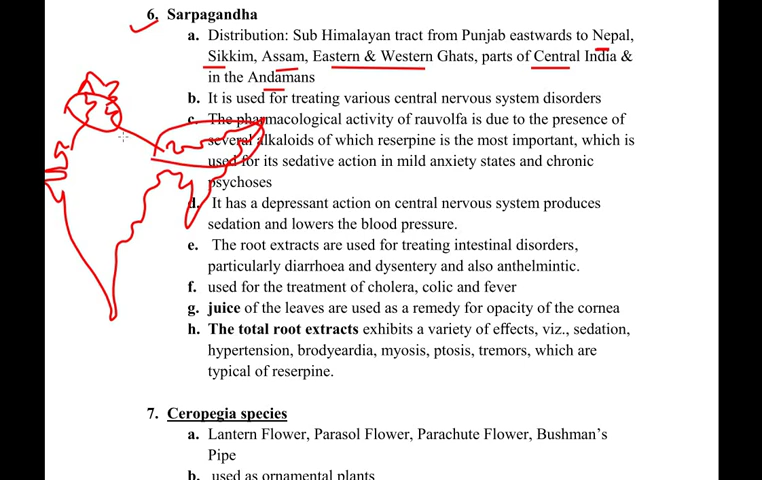 6. Sarpagandha
a. Distribution: Sub Himalayan tract from Punjab eastwards to Nepal,
Sikkim, Assam, Eastern & Western Ghats, parts of Central India &
in the Andamans
b. It is used for treating various central nervous system disorders
c. The pharmacological activity of rauvolfa is due to the presence of
several alkaloids of which reserpine is the most important, which is
used for its sedative action in mild anxiety states and chronic
psychoses
d. It has a depressant action on central nervous system produces
sedation and lowers the blood pressure.
e. The root extracts are used for treating intestinal disorders,
particularly diarrhoea and dysentery and also anthelmintic.
f. used for the treatment of cholera, colic and fever
g. juice of the leaves are used as a remedy for opacity of the cornea
h. The total root extracts exhibits a variety of effects, viz., sedation,
hypertension, brodyeardia, myosis, ptosis, tremors, which are
typical of reserpine.
7. Ceropegia species
a. Lantern Flower, Parasol Flower, Parachute Flower, Bushman's
Pipe
b. used as ornamental plants